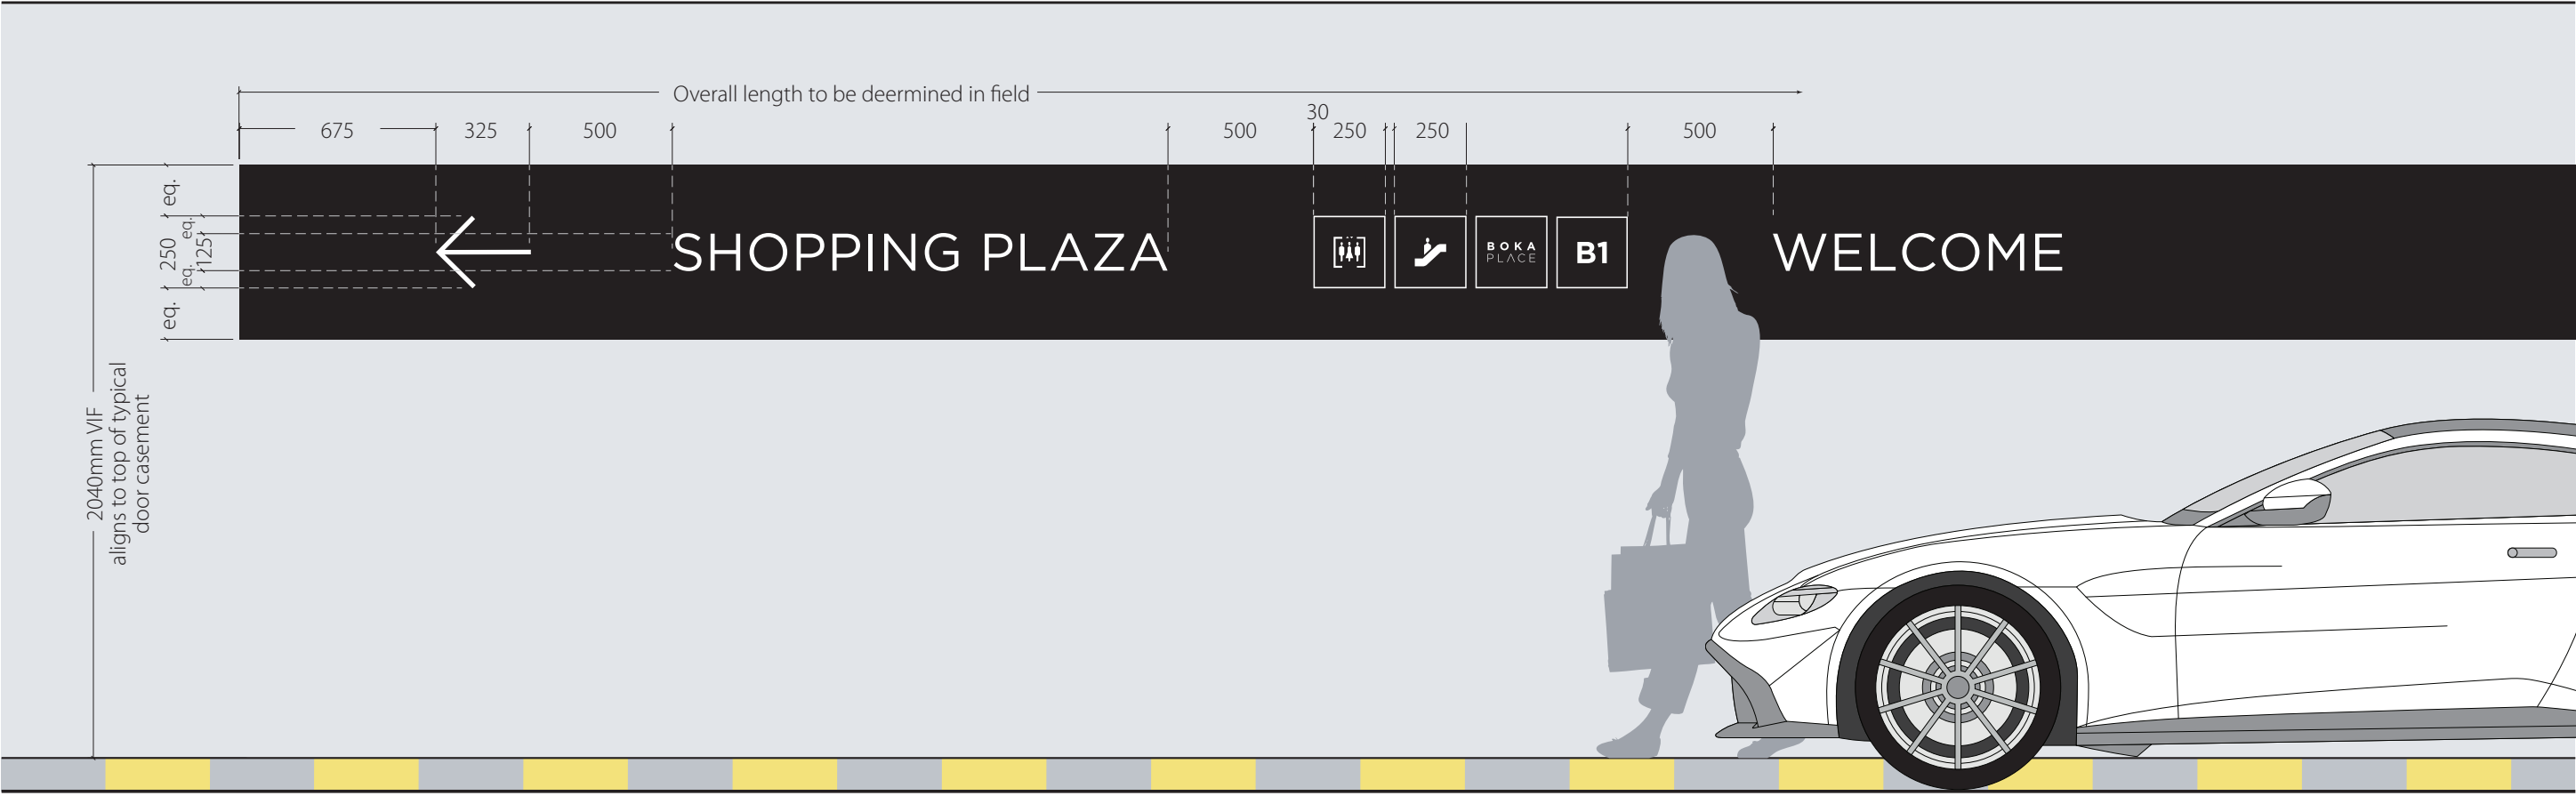 Overall length to be deermined in field
30
675 325 500 500 250 250 500
eq.
250
eq.
eq.
125
eq.
SHOPPING PLAZA
BOKA
PLACE
B1
WELCOME
2040mm VIF
aligns to top of typical
door casement